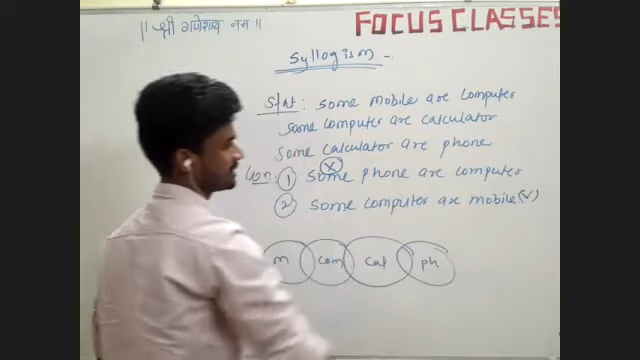 || श्री गणेशाय नमः ||
FOCUS CLASSES
Syllogism -.
Stat: Some mobile are Computer
Some Computer are calculator
Some calculator are phone
Con ① Some phone are computer (x)
② Some Computer are mobile (v)
m com cal ph